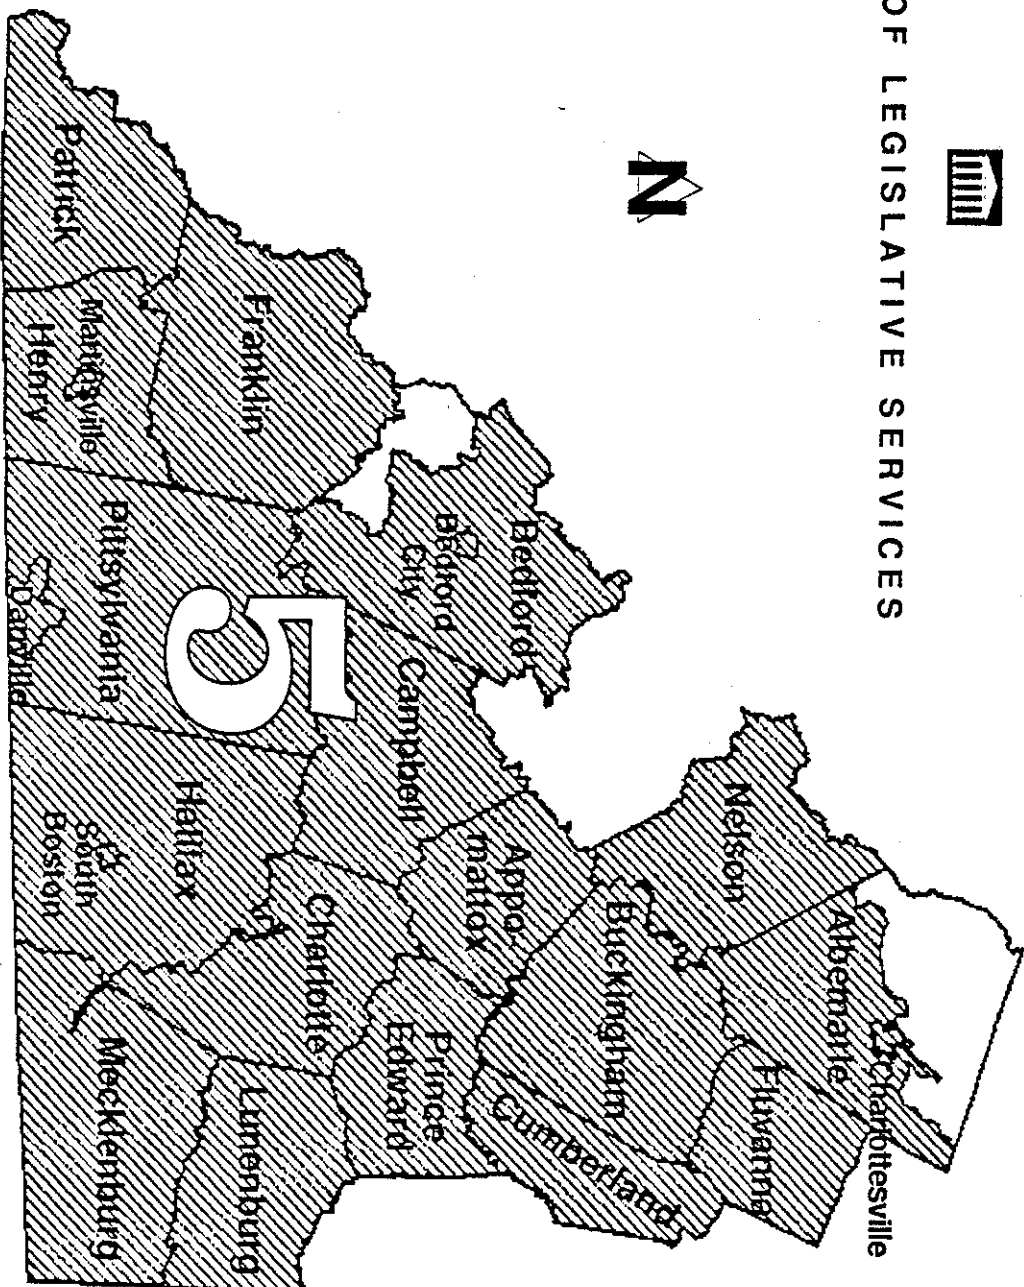 OF LEGISLATIVE SERVICES
N
Nelson
Albemarle
Charlottesville
Fluvanna
Buckingham
Cumberland
Appo-
mattox
Prince
Edward
Bedford
Bedford
City
Campbell
Charlotte
Lunenburg
Franklin
5
Halifax
Patrick
Martinsville
Henry
Pittsylvania
Danville
South
Boston
Mecklenburg